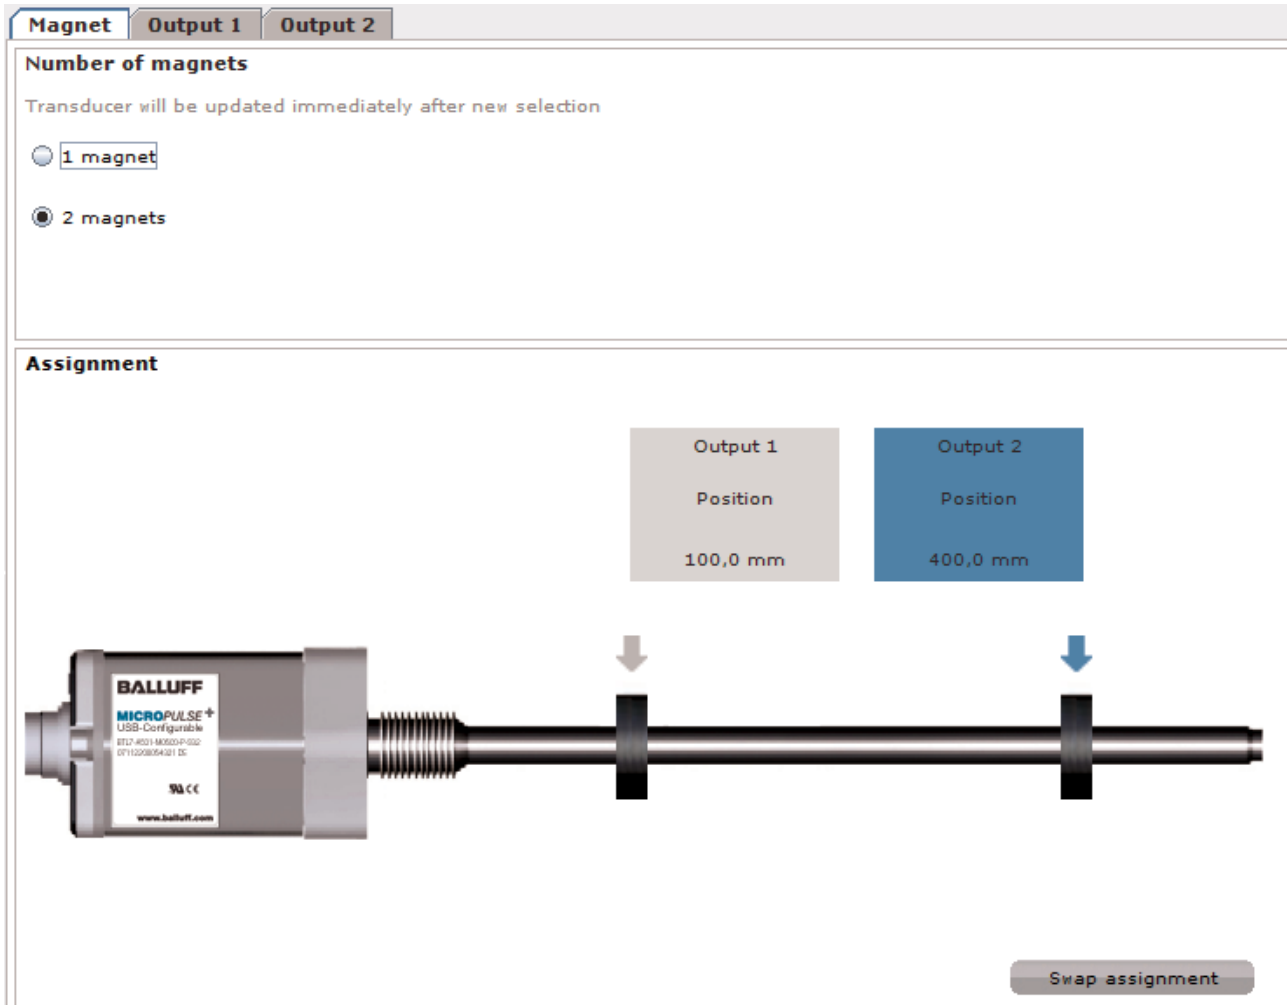 Magnet
Output 1
Output 2
Number of magnets
Transducer will be updated immediately after new selection
1 magnet
2 magnets
Assignment
Output 1
Position
100,0 mm
Output 2
Position
400,0 mm
BALLUFF
MICROPULSE+
USB-Configurable
www.balluff.com
Swap assignment